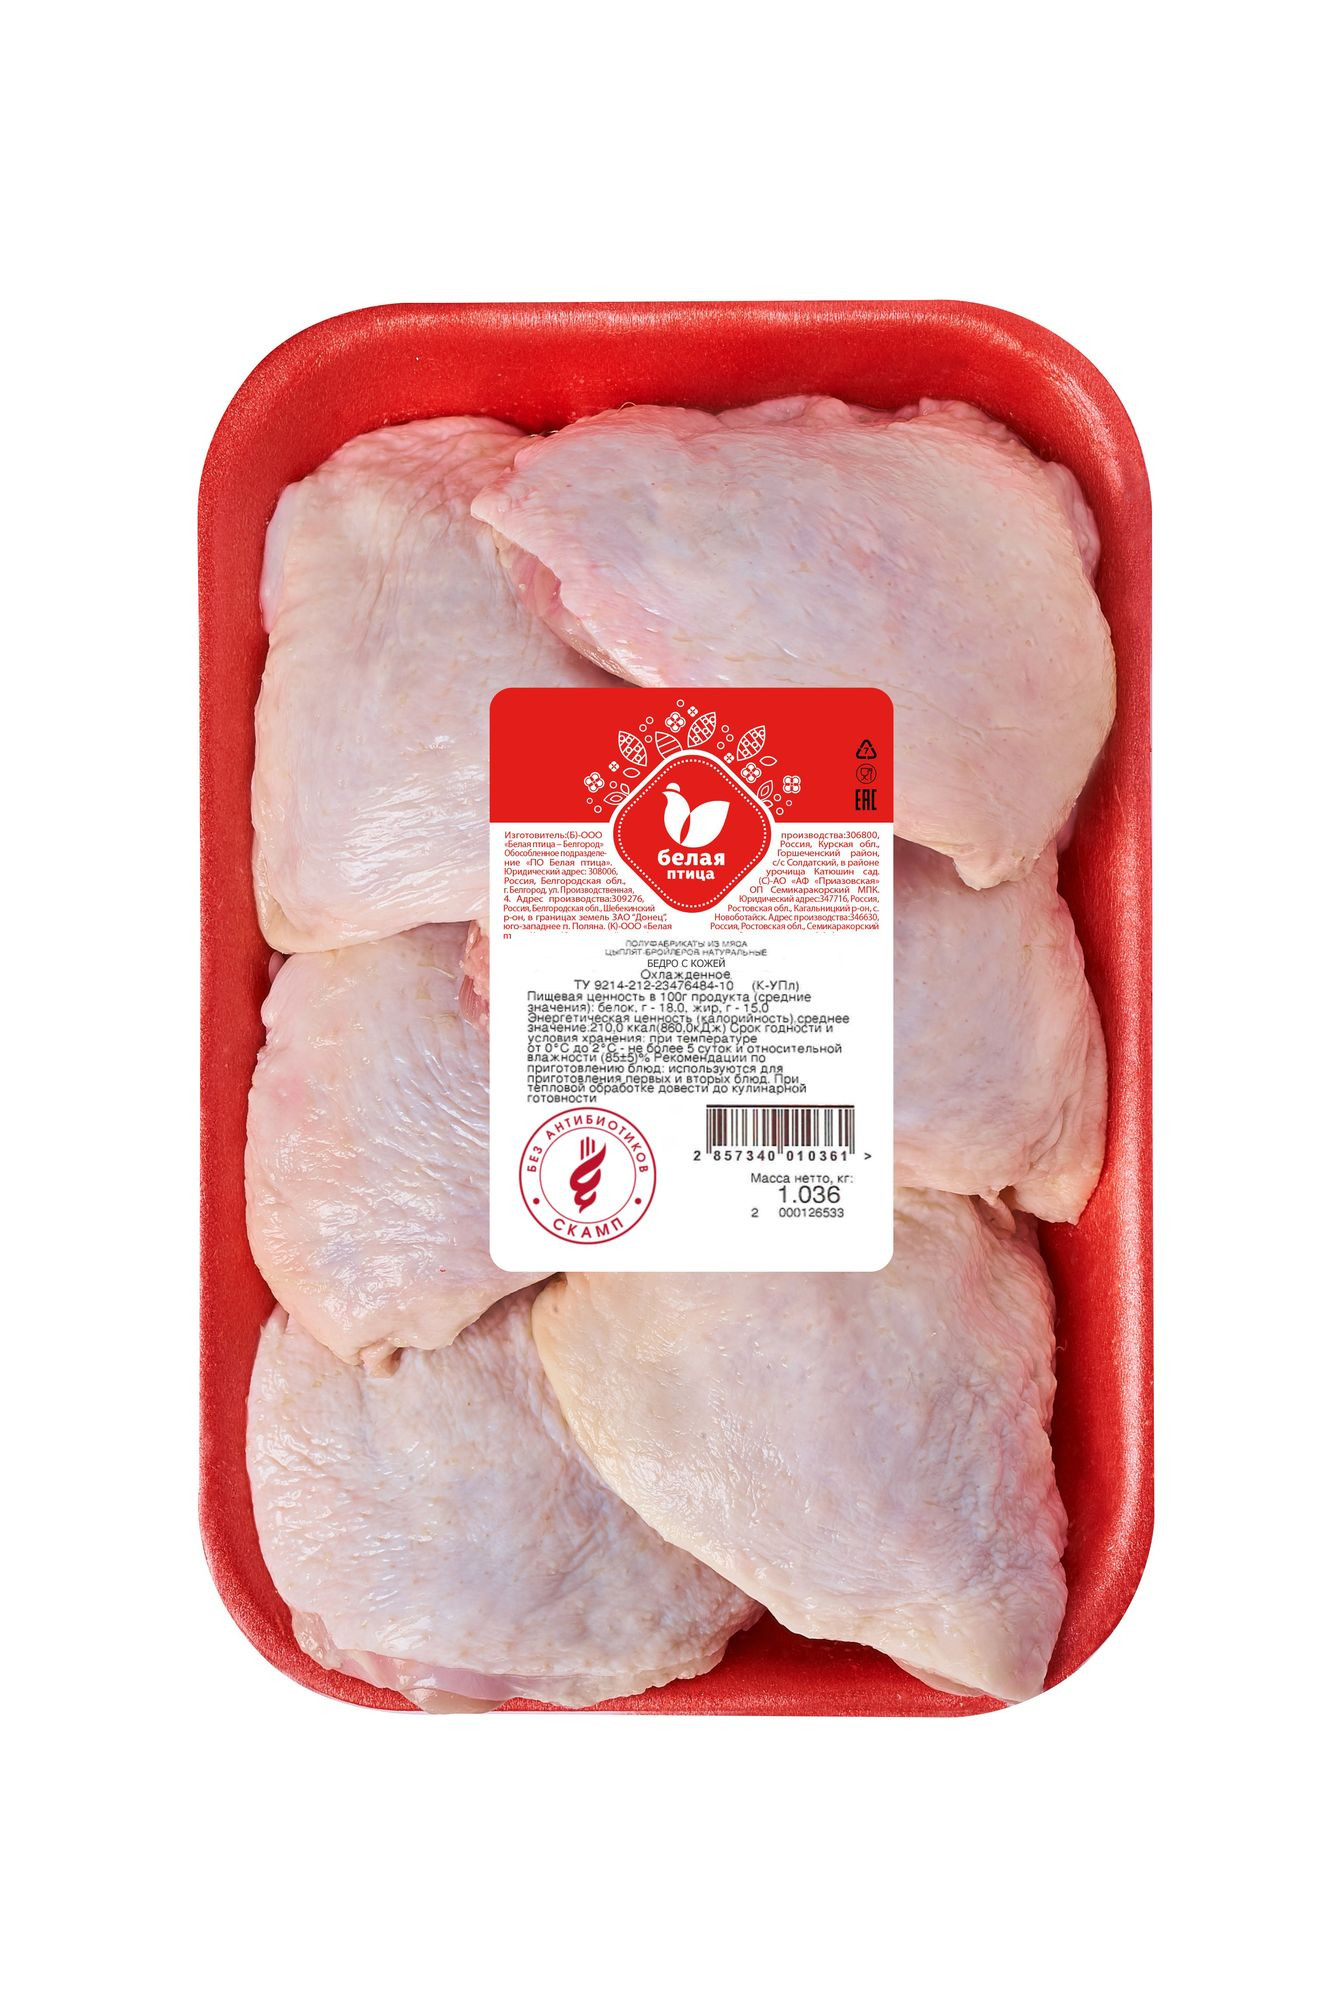 белая
птица
EAC
Изготовитель:(Б)-ООО
«Белая птица – Белгород»
Обособленное подразделе-
ние «ПО Белая птица».
Юридический адрес: 308006,
Россия, Белгородская обл.,
г. Белгород, ул. Производственная,
4. Адрес производства:309276,
Россия, Белгородская обл., Шебекинский
р-он, в границах земель ЗАО "Донец",
юго-западнее п. Поляна. (К)-ООО «Белая
п
производства:306800,
Россия, Курская обл.,
Горшеченский район,
с/с Солдатский, в районе
урочища Катюшин сад.
(С)-АО «АФ «Приазовская»
ОП Семикаракорский МПК.
Юридический адрес:347716, Россия,
Ростовская обл., Кагальницкий р-он, с.
Новобатайск. Адрес производства:346630,
Россия, Ростовская обл., Семикаракорский
ПОЛУФАБРИКАТЫ ИЗ МЯСА
ЦЫПЛЯТ-БРОЙЛЕРОВ НАТУРАЛЬНЫЕ
БЕДРО С КОЖЕЙ
Охлажденное
ТУ 9214-212-23476484-10 (К-УПл)
Пищевая ценность в 100г продукта (средние
значения): белок, г - 18.0, жир, г - 15.0
Энергетическая ценность (калорийность) среднее
значение:210,0 ккал(860,0кДж) Срок годности и
условия хранения: при температуре
от 0°С до 2°С - не более 5 суток и относительной
влажности (85±5)% Рекомендации по
приготовлению блюд: используются для
приготовления первых и вторых блюд. При
тепловой обработке довести до кулинарной
готовности
БЕЗ АНТИБИОТИКОВ
СКАМП
2 857340 010361 >
Масса нетто, кг:
1.036
2 000126533